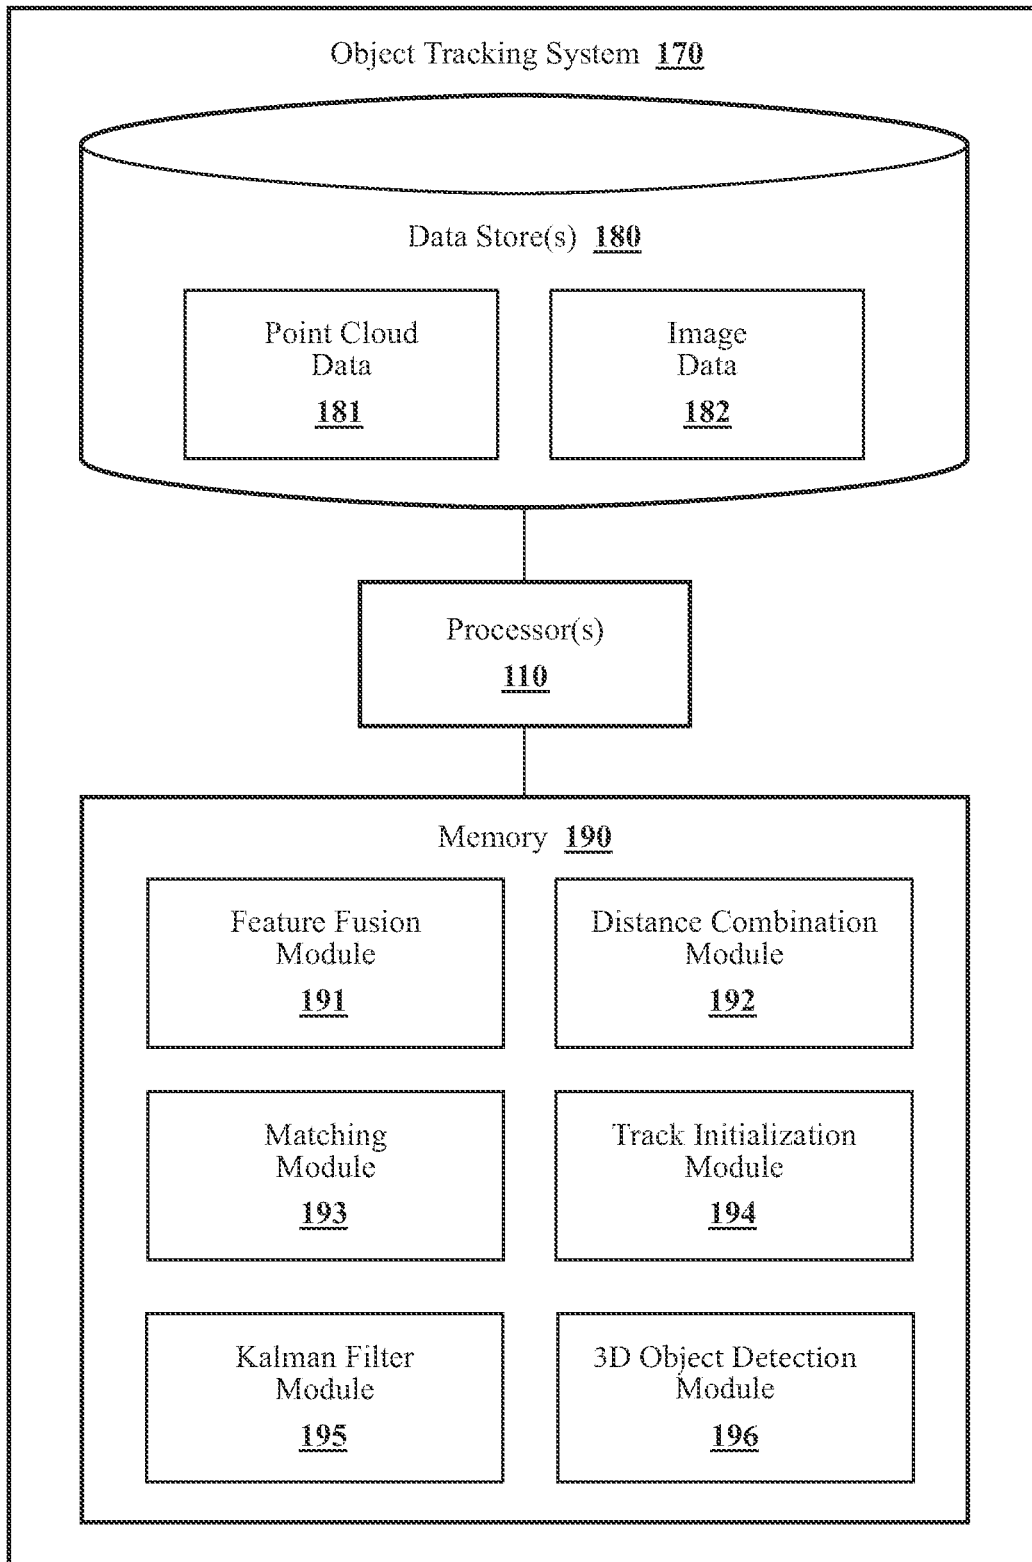 Object Tracking System 170
Data Store(s) 180
Point Cloud
Data
181
Image
Data
182
Processor(s)
110
Memory 190
Feature Fusion
Module
191
Distance Combination
Module
192
Matching
Module
193
Track Initialization
Module
194
Kalman Filter
Module
195
3D Object Detection
Module
196